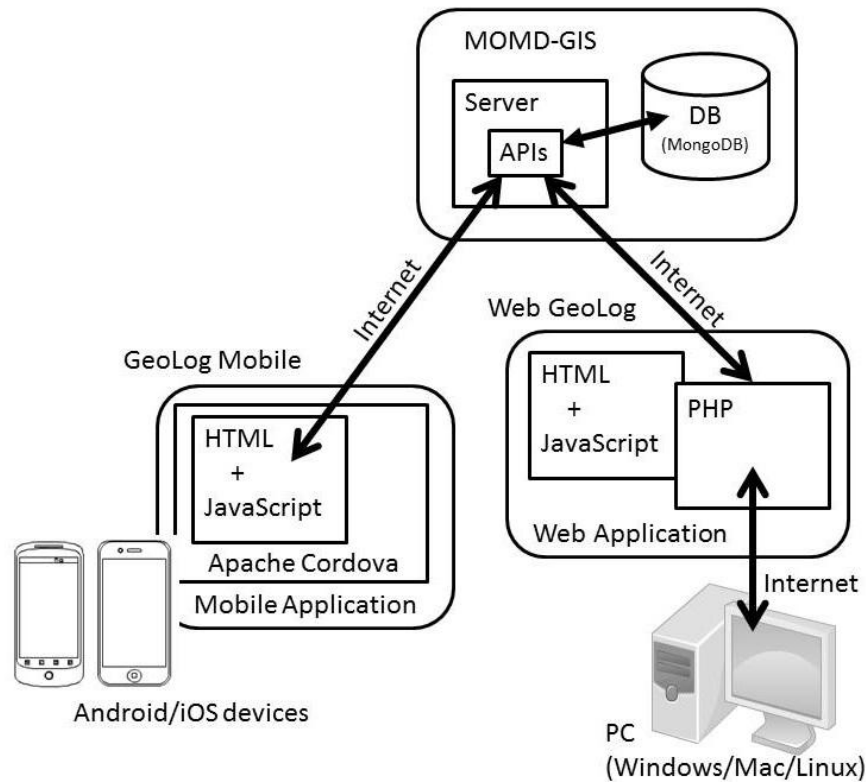 MOMD-GIS
Server
APIs
DB
(MongoDB)
Internet
Internet
GeoLog Mobile
HTML
+
JavaScript
Apache Cordova
Mobile Application
Android/iOS devices
Web GeoLog
HTML
+
JavaScript
PHP
Web Application
Internet
PC
(Windows/Mac/Linux)